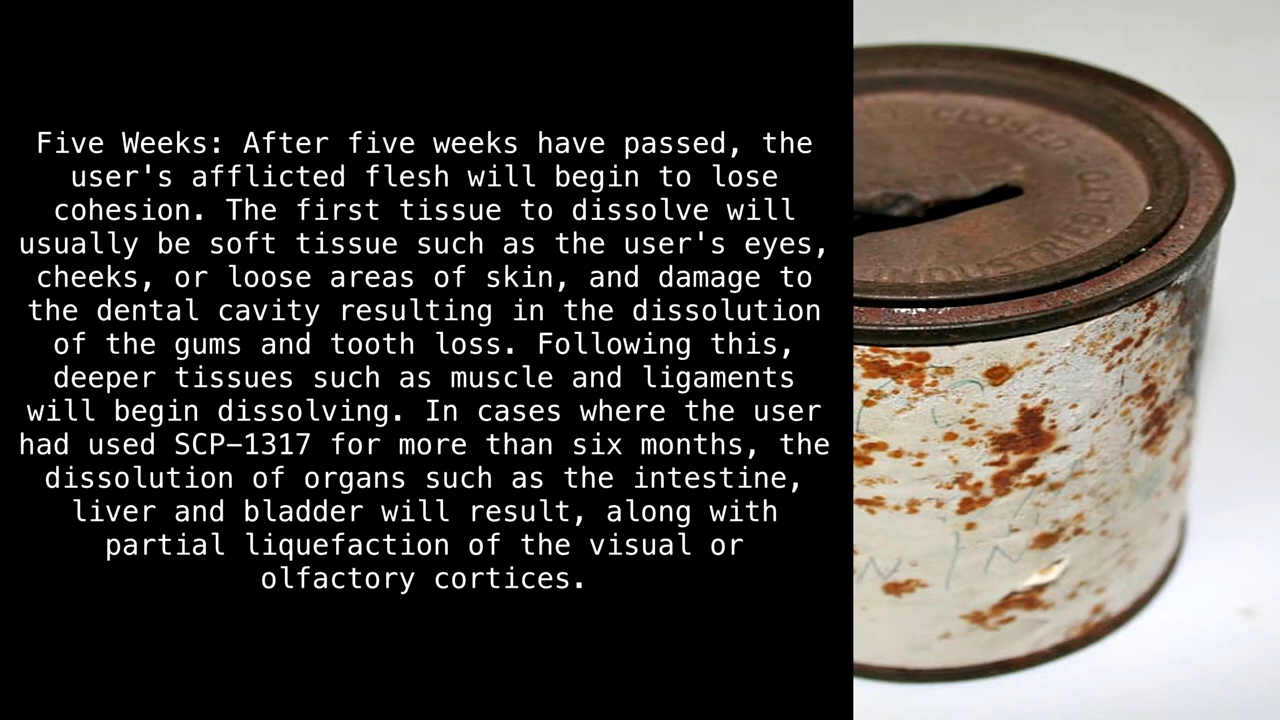 Five Weeks: After five weeks have passed, the
user's afflicted flesh will begin to lose
cohesion. The first tissue to dissolve will
usually be soft tissue such as the user's eyes,
cheeks, or loose areas of skin, and damage to
the dental cavity resulting in the dissolution
of the gums and tooth loss. Following this,
deeper tissues such as muscle and ligaments
will begin dissolving. In cases where the user
had used SCP–1317 for more than six months, the
dissolution of organs such as the intestine,
liver and bladder will result, along with
partial liquefaction of the visual or
olfactory cortices.
CLOSED
LTD